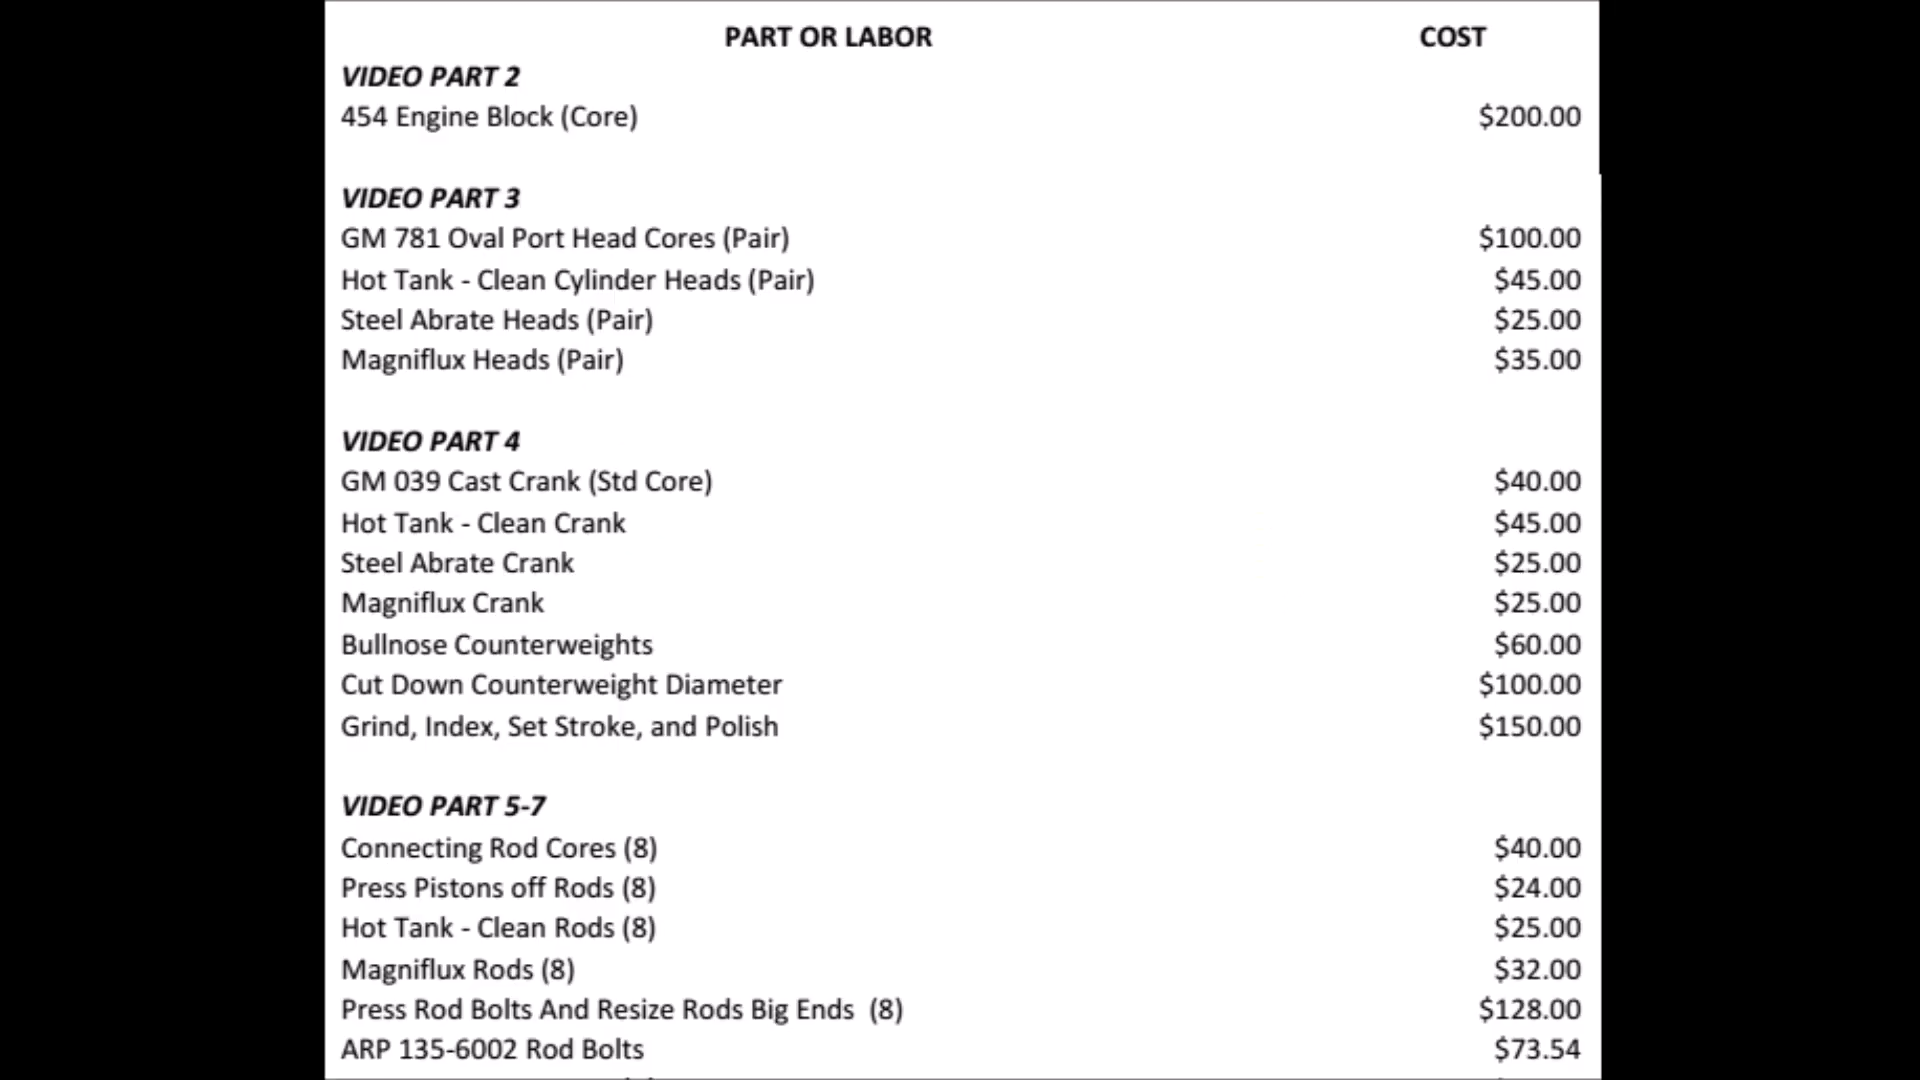 PART OR LABOR COST
VIDEO PART 2
454 Engine Block (Core) $200.00
VIDEO PART 3
GM 781 Oval Port Head Cores (Pair) $100.00
Hot Tank - Clean Cylinder Heads (Pair) $45.00
Steel Abrate Heads (Pair) $25.00
Magniflux Heads (Pair) $35.00
VIDEO PART 4
GM 039 Cast Crank (Std Core) $40.00
Hot Tank - Clean Crank $45.00
Steel Abrate Crank $25.00
Magniflux Crank $25.00
Bullnose Counterweights $60.00
Cut Down Counterweight Diameter $100.00
Grind, Index, Set Stroke, and Polish $150.00
VIDEO PART 5-7
Connecting Rod Cores (8) $40.00
Press Pistons off Rods (8) $24.00
Hot Tank - Clean Rods (8) $25.00
Magniflux Rods (8) $32.00
Press Rod Bolts And Resize Rods Big Ends (8) $128.00
ARP 135-6002 Rod Bolts $73.54